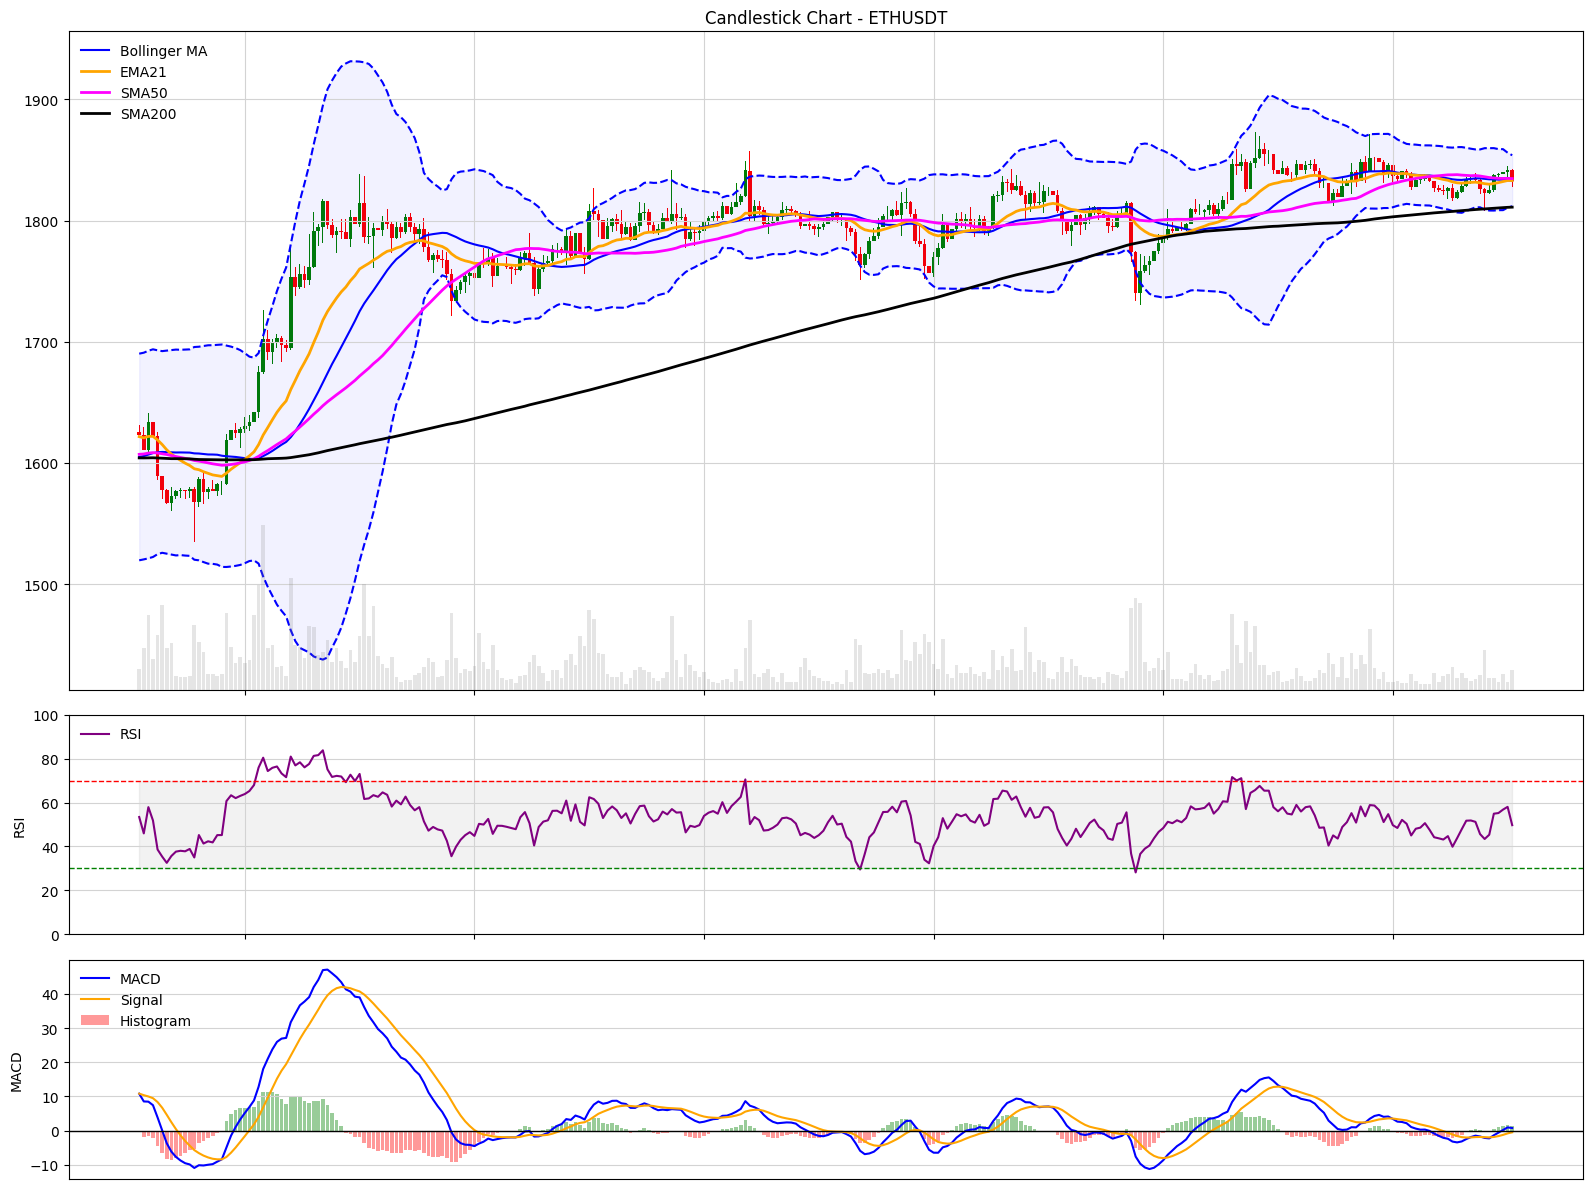 Candlestick Chart - ETHUSDT
Bollinger MA
EMA21
SMA50
SMA200
1900
1800
1700
1600
1500
100
80
60
40
20
0
RSI
RSI
40
30
20
10
0
−10
MACD
MACD
Signal
Histogram